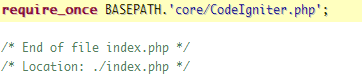 require_once BASEPATH.'core/CodeIgniter.php';
/* End of file index.php */
/* Location: ./index.php */